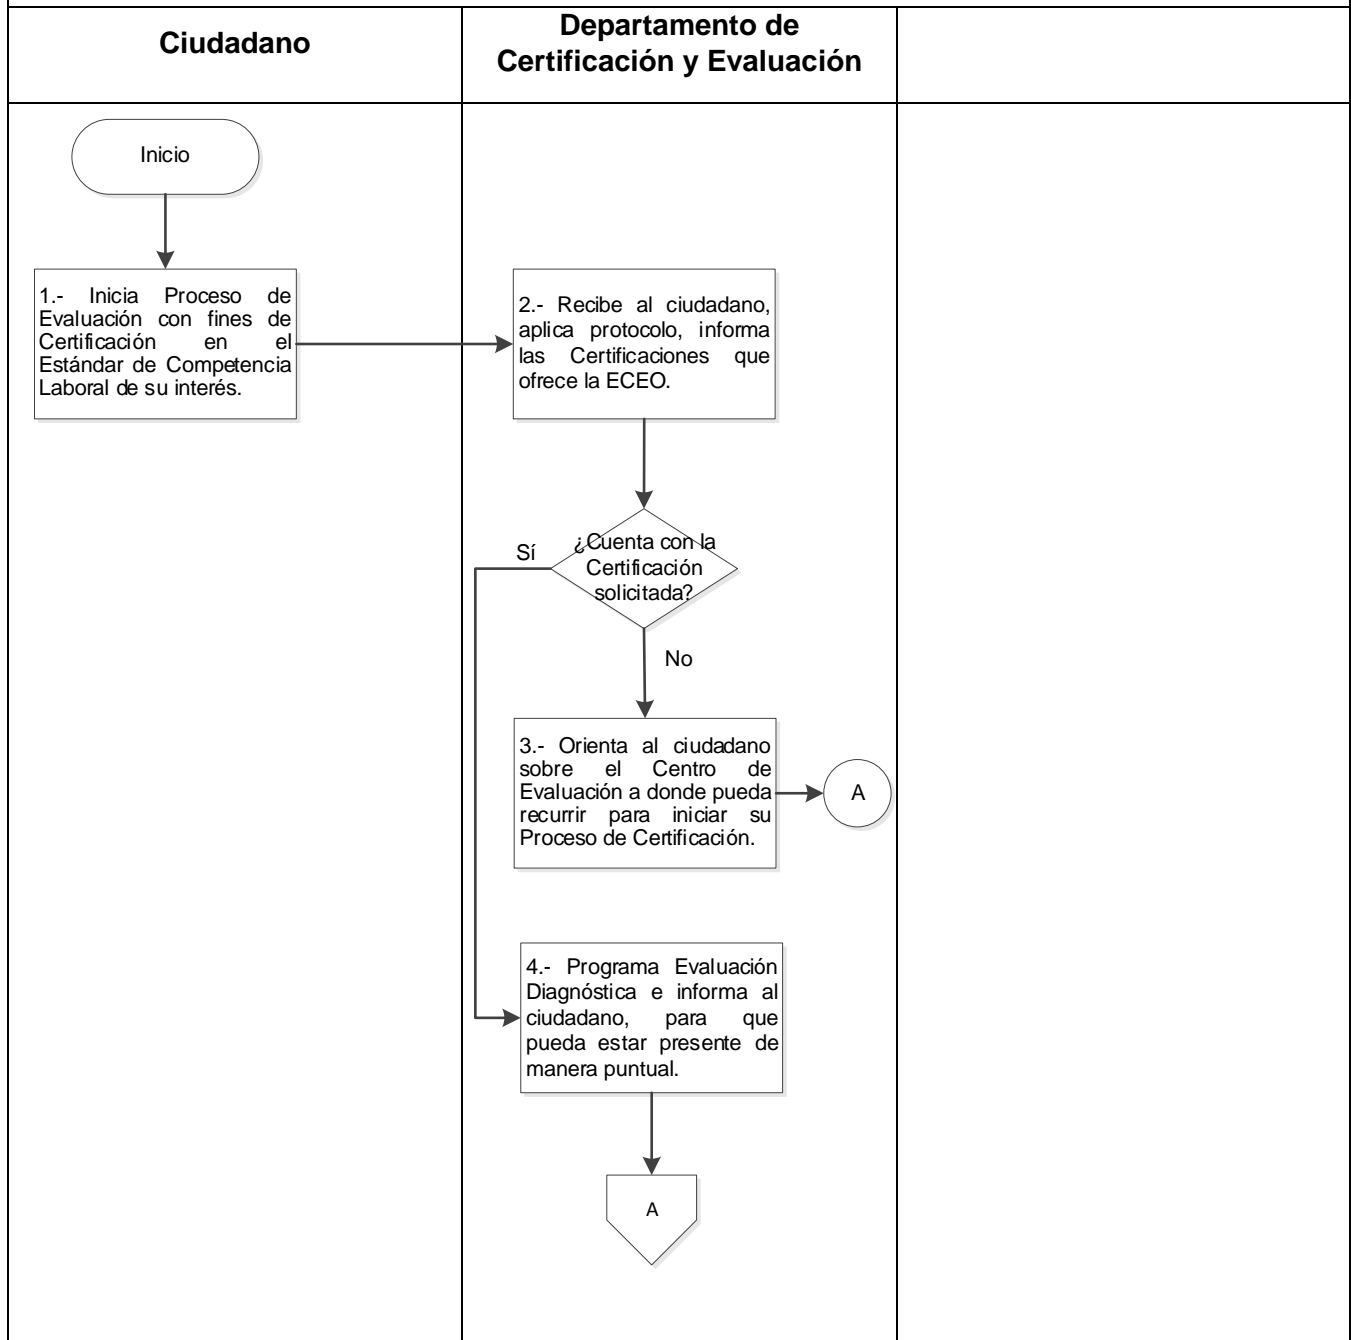 Ciudadano
Departamento de
Certificación y Evaluación
Inicio
1.- Inicia Proceso de
Evaluación con fines de
Certificación en el
Estándar de Competencia
Laboral de su interés.
2.- Recibe al ciudadano,
aplica protocolo, informa
las Certificaciones que
ofrece la ECEO.
¿Cuenta con la
Certificación
solicitada?
Sí
No
3.- Orienta al ciudadano
sobre el Centro de
Evaluación a donde pueda
recurrir para iniciar su
Proceso de Certificación.
A
4.- Programa Evaluación
Diagnóstica e informa al
ciudadano, para que
pueda estar presente de
manera puntual.
A